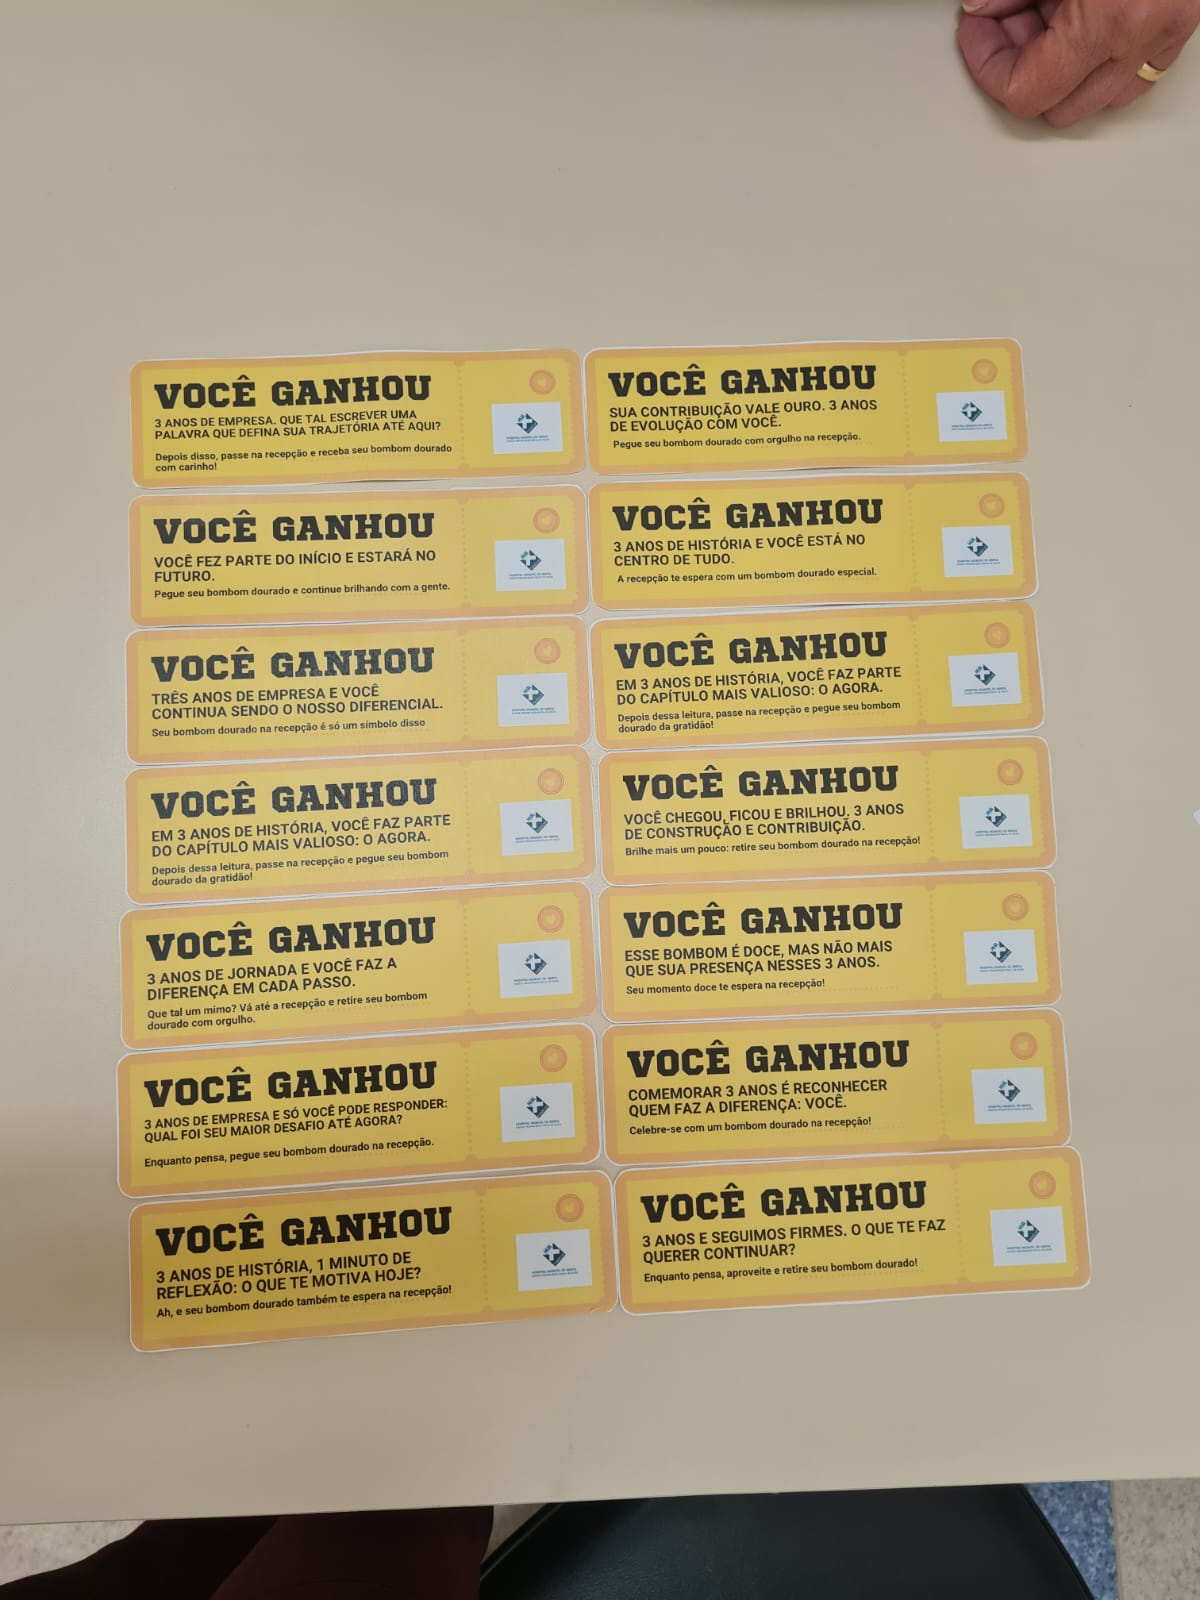 VOCÊ GANHOU
3 ANOS DE EMPRESA. QUE TAL ESCREVER UMA
PALAVRA QUE DEFINA SUA TRAJETÓRIA ATÉ AQUI?
Depois disso, passe na recepção e receba seu bombom dourado
com carinho!
VOCÊ GANHOU
SUA CONTRIBUIÇÃO VALE OURO. 3 ANOS
DE EVOLUÇÃO COM VOCÊ.
Pegue seu bombom dourado com orgulho na recepção.
VOCÊ GANHOU
VOCÊ FEZ PARTE DO INÍCIO E ESTARÁ NO
FUTURO.
Pegue seu bombom dourado e continue brilhando com a gente.
VOCÊ GANHOU
3 ANOS DE HISTÓRIA E VOCÊ ESTÁ NO
CENTRO DE TUDO.
A recepção te espera com um bombom dourado especial.
VOCÊ GANHOU
TRÊS ANOS DE EMPRESA E VOCÊ
CONTINUA SENDO O NOSSO DIFERENCIAL.
Seu bombom dourado na recepção é só um símbolo disso
VOCÊ GANHOU
EM 3 ANOS DE HISTÓRIA, VOCÊ FAZ PARTE
DO CAPÍTULO MAIS VALIOSO: O AGORA.
Depois dessa leitura, passe na recepção e pegue seu bombom
dourado da gratidão!
VOCÊ GANHOU
EM 3 ANOS DE HISTÓRIA, VOCÊ FAZ PARTE
DO CAPÍTULO MAIS VALIOSO: O AGORA.
Depois dessa leitura, passe na recepção e pegue seu bombom
dourado da gratidão!
VOCÊ GANHOU
VOCÊ CHEGOU, FICOU E BRILHOU. 3 ANOS
DE CONSTRUÇÃO E CONTRIBUIÇÃO.
Brilhe mais um pouco: retire seu bombom dourado na recepção!
VOCÊ GANHOU
3 ANOS DE JORNADA E VOCÊ FAZ A
DIFERENÇA EM CADA PASSO.
Que tal um mimo? Vá até a recepção e retire seu bombom
dourado com orgulho.
VOCÊ GANHOU
ESSE BOMBOM É DOCE, MAS NÃO MAIS
QUE SUA PRESENÇA NESSES 3 ANOS.
Seu momento doce te espera na recepção!
VOCÊ GANHOU
3 ANOS DE EMPRESA E SÓ VOCÊ PODE RESPONDER:
QUAL FOI SEU MAIOR DESAFIO ATÉ AGORA?
Enquanto pensa, pegue seu bombom dourado na recepção.
VOCÊ GANHOU
COMEMORAR 3 ANOS É RECONHECER
QUEM FAZ A DIFERENÇA: VOCÊ.
Celebre-se com um bombom dourado na recepção!
VOCÊ GANHOU
3 ANOS DE HISTÓRIA, 1 MINUTO DE
REFLEXÃO: O QUE TE MOTIVA HOJE?
Ah, e seu bombom dourado também te espera na recepção!
VOCÊ GANHOU
3 ANOS E SEGUIMOS FIRMES. O QUE TE FAZ
QUERER CONTINUAR?
Enquanto pensa, aproveite e retire seu bombom dourado!